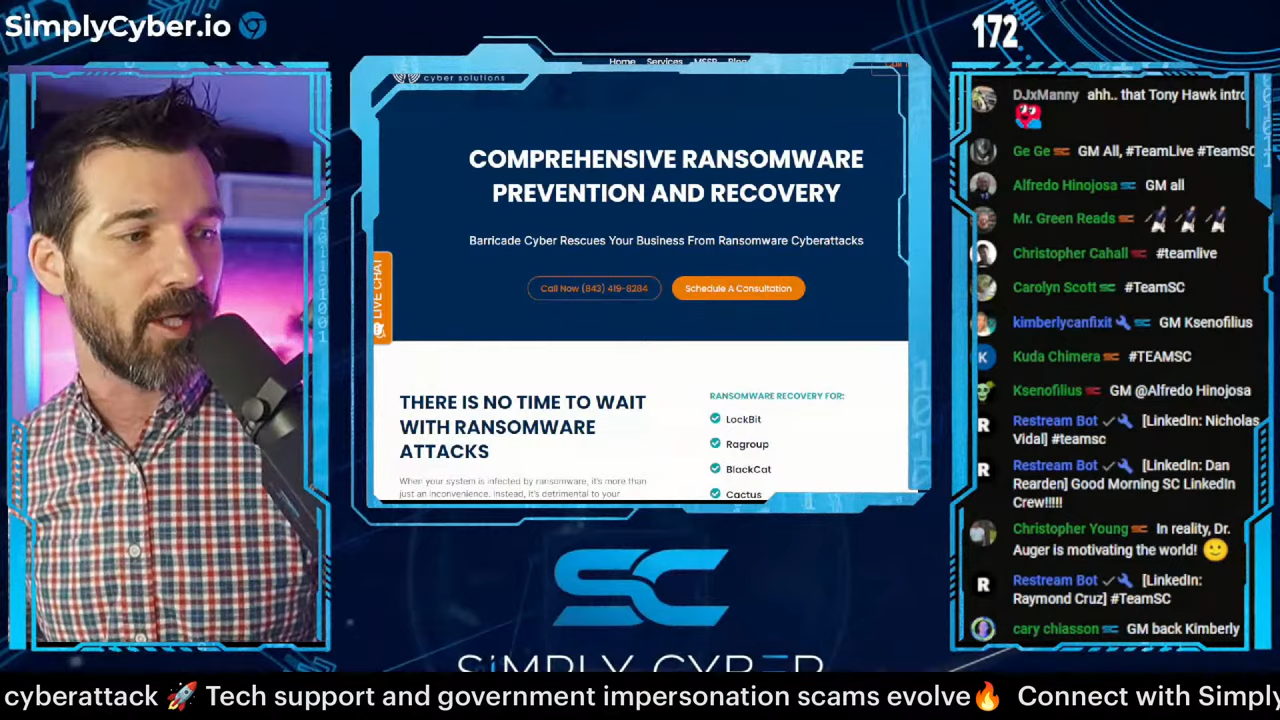 SimplyCyber.io
172
Home Services MSSP Blog
cyber solutions
COMPREHENSIVE RANSOMWARE
PREVENTION AND RECOVERY
Barricade Cyber Rescues Your Business From Ransomware Cyberattacks
Call Now (843) 419-8284
Schedule A Consultation
LIVE CHAT
THERE IS NO TIME TO WAIT
WITH RANSOMWARE
ATTACKS
When your system is infected by ransomware, it's more than
just an inconvenience. Instead, it's detrimental to your
RANSOMWARE RECOVERY FOR:
LockBit
Ragroup
BlackCat
Cactus
DJxManny ahh.. that Tony Hawk intro
Ge Ge GM All, #TeamLive #TeamSC
Alfredo Hinojosa GM all
Mr. Green Reads
Christopher Cahall #teamlive
Carolyn Scott #TeamSC
kimberlycanfixit GM Ksenofilius
K Kuda Chimera #TEAMSC
Ksenofilius GM @Alfredo Hinojosa
R Restream Bot [LinkedIn: Nicholas
Vidal] #teamsc
R Restream Bot [LinkedIn: Dan
Rearden] Good Morning SC LinkedIn
Crew!!!!!
Christopher Young In reality, Dr.
Auger is motivating the world! 🙂
R Restream Bot [LinkedIn:
Raymond Cruz] #TeamSC
cary chiasson GM back Kimberly
SC
SIMPLY CYBER
cyberattack 🚀 Tech support and government impersonation scams evolve🔥 Connect with Simply